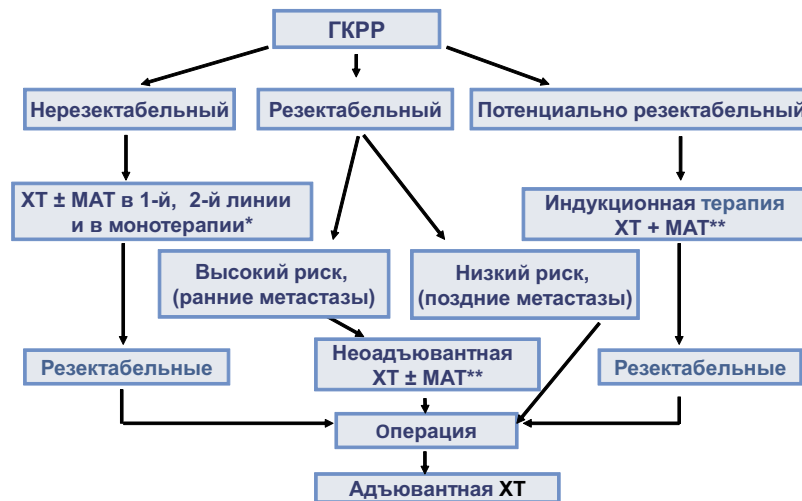 ГКРР
Нерезектабельный
Резектабельный
Потенциально резектабельный
ХТ ± МАТ в 1-й, 2-й линии
и в монотерапии*
Индукционная терапия
ХТ + МАТ**
Высокий риск,
(ранние метастазы)
Низкий риск,
(поздние метастазы)
Резектабельные
Неоадъювантная
ХТ ± МАТ**
Резектабельные
Операция
Адъювантная ХТ